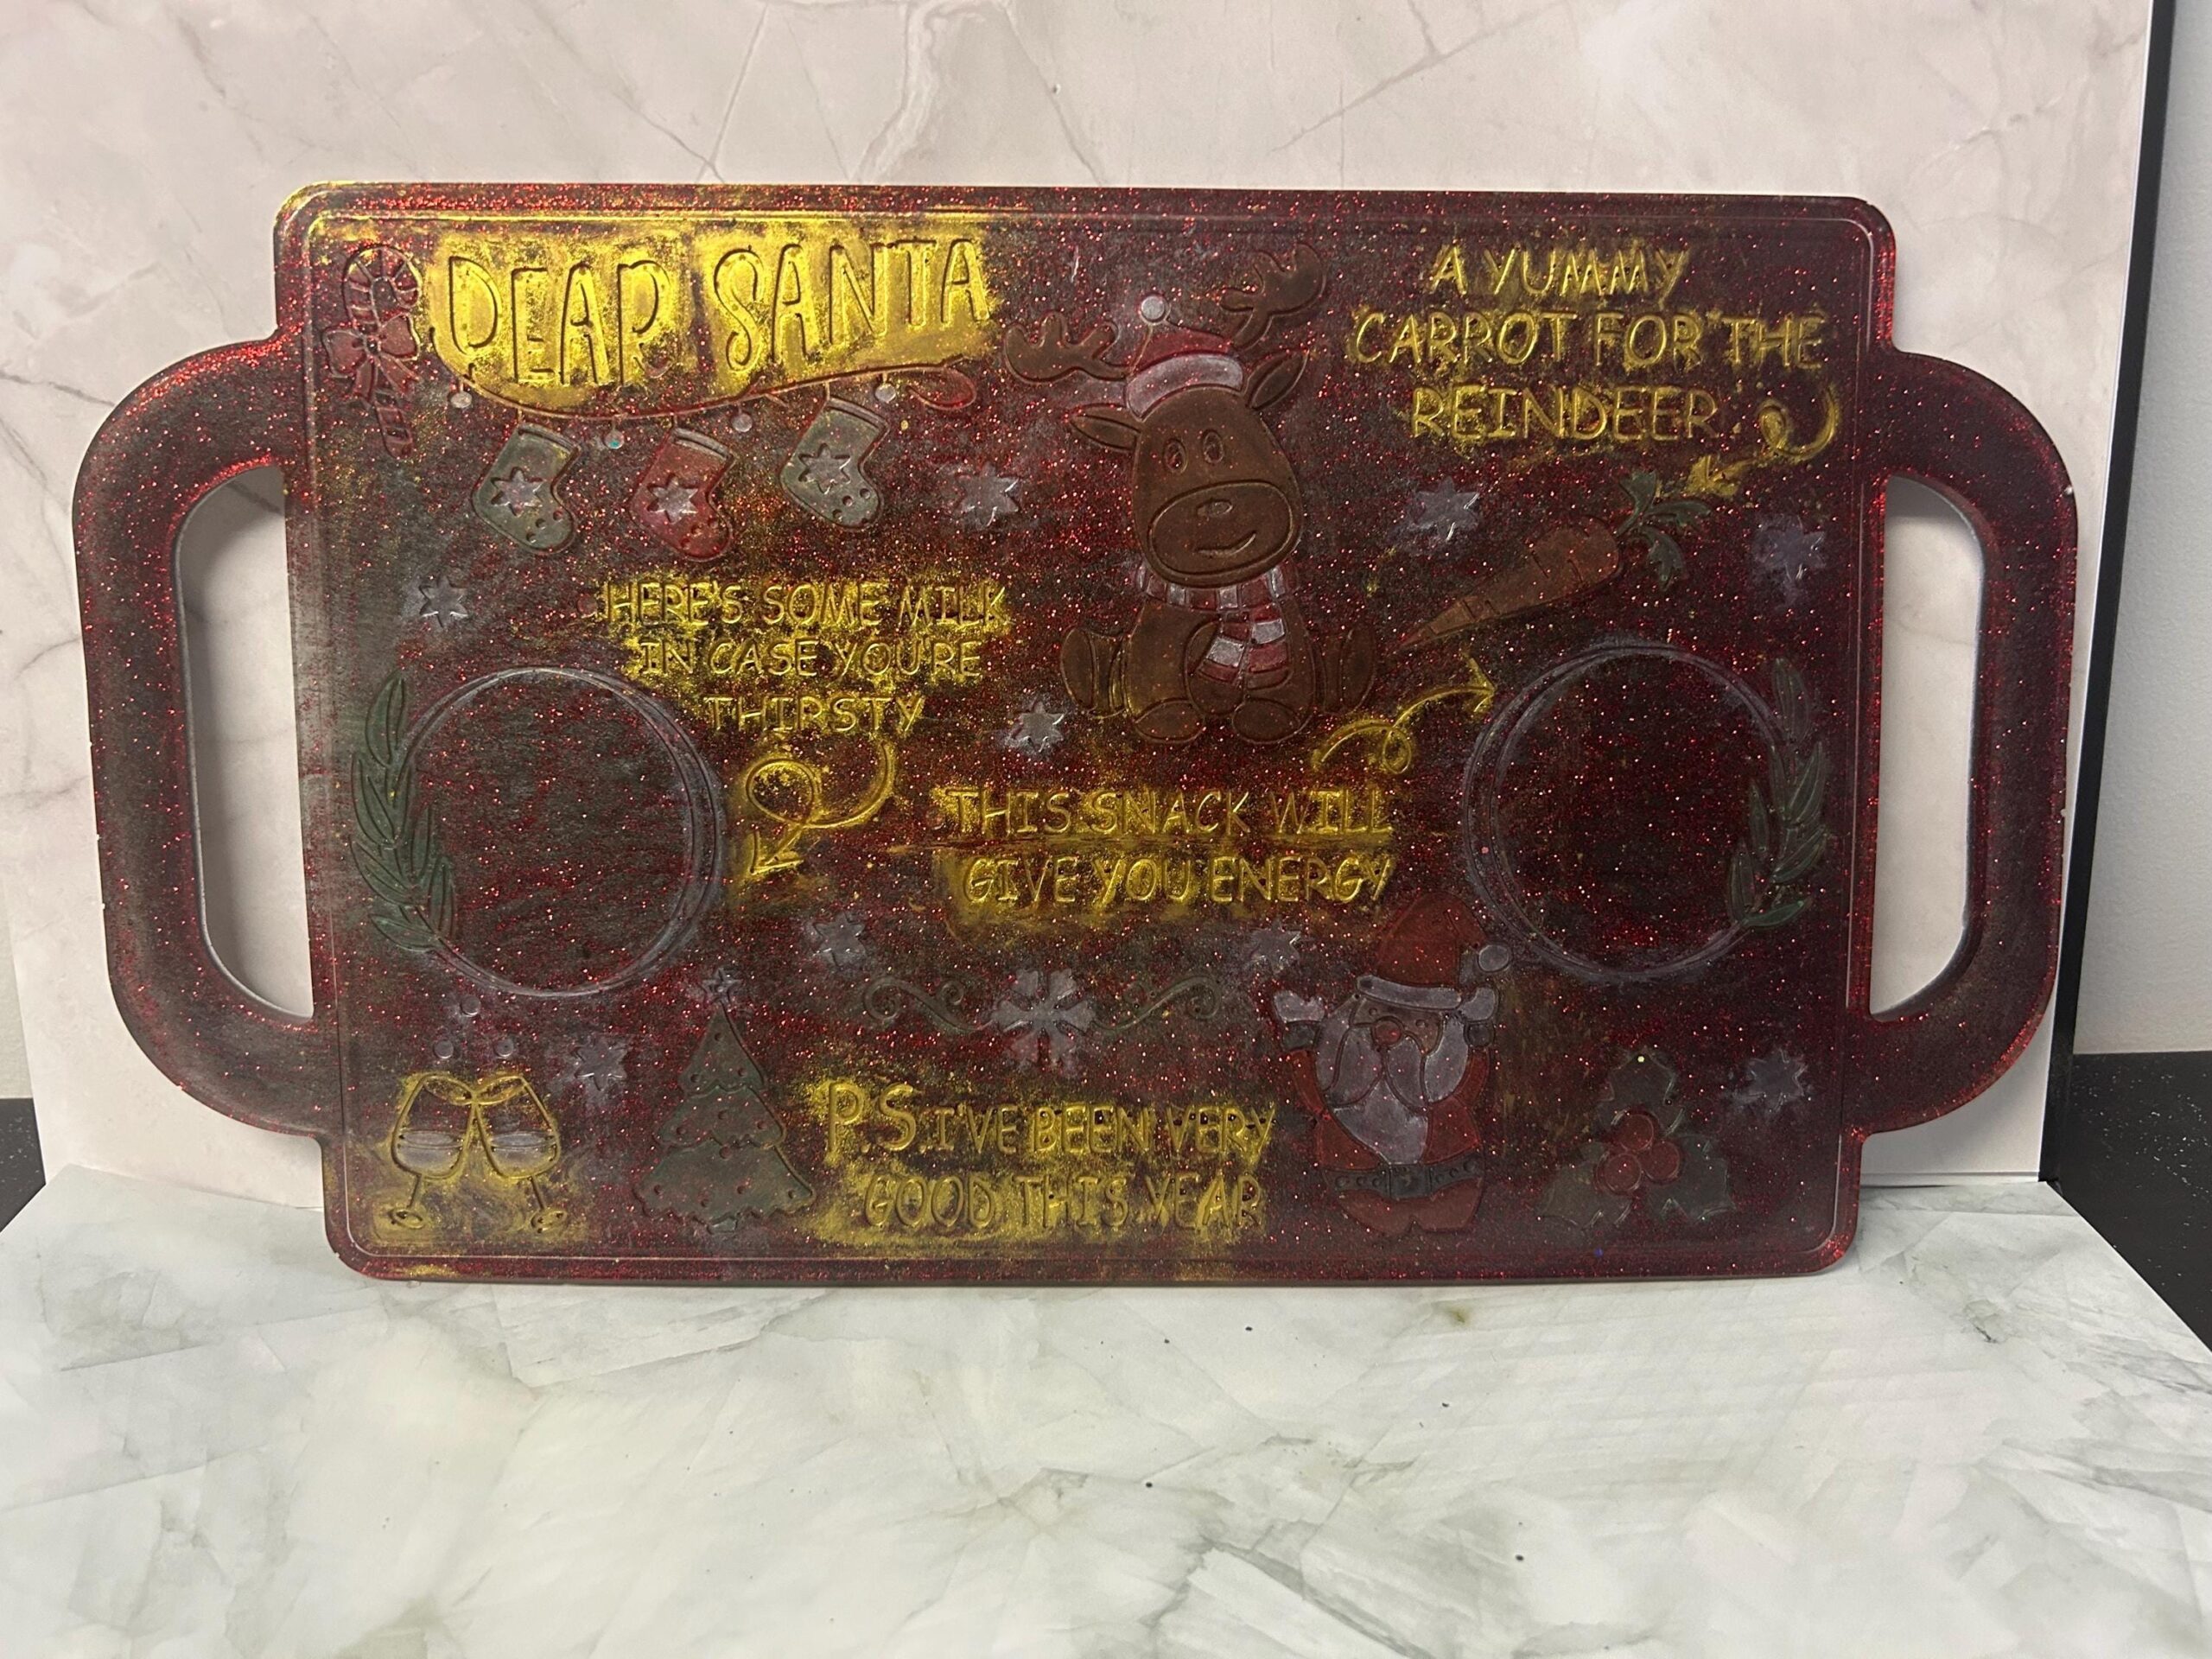 DEAR SANTA
A YUMMY
CARROT FOR THE
REINDEER
HERE'S SOME MILK
IN CASE YOU'RE
THIRSTY
THIS SNACK WILL
GIVE YOU ENERGY
P.S. I'VE BEEN VERY
GOOD THIS YEAR